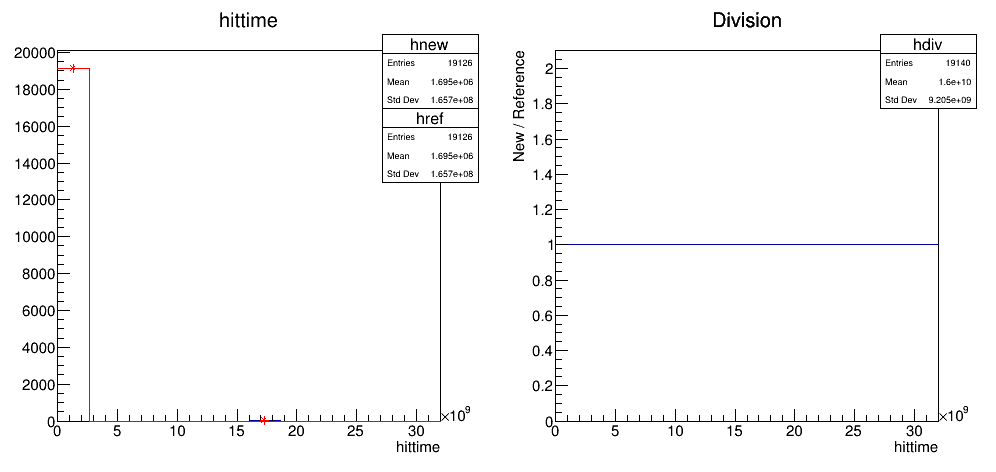 hittime
hnew
Entries 19126
Mean 1.695e+06
Std Dev 1.657e+08
href
Entries 19126
Mean 1.695e+06
Std Dev 1.657e+08
20000
18000
16000
14000
12000
10000
8000
6000
4000
2000
0
0 5 10 15 20 25 30
×10⁹
hittime
Division
hdiv
Entries 19140
Mean 1.6e+10
Std Dev 9.205e+09
New / Reference
2
1.8
1.6
1.4
1.2
1
0.8
0.6
0.4
0.2
0
0 5 10 15 20 25 30
×10⁹
hittime